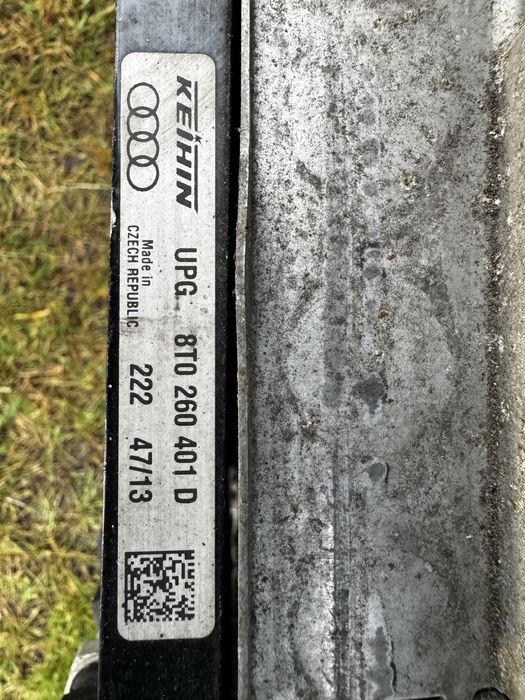 KEIHIN
UPG 8T0 260 401 D
Made in
CZECH REPUBLIC
222 47/13